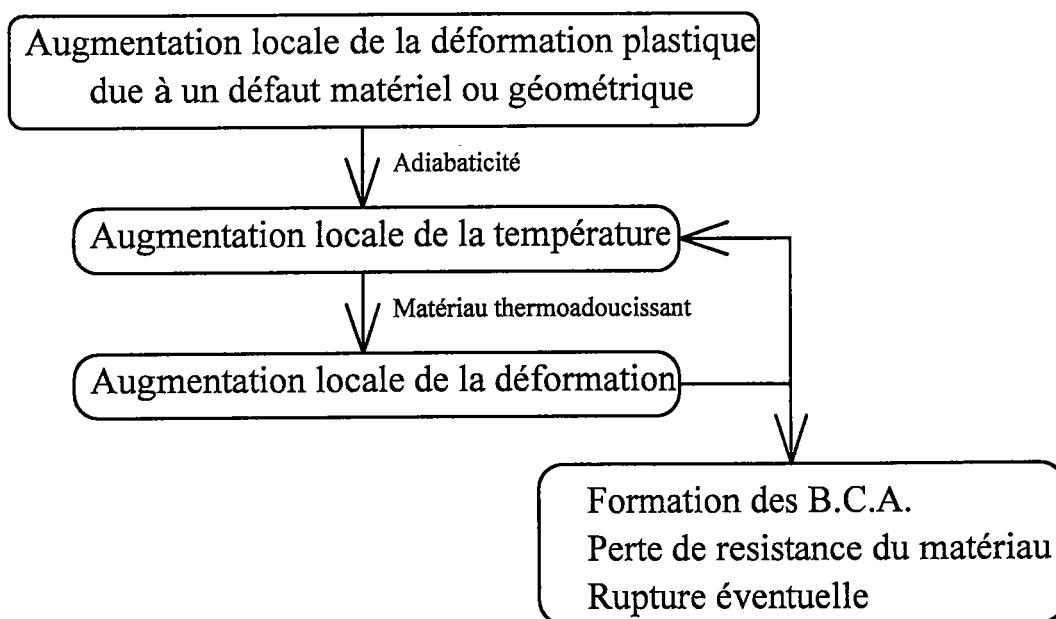 Augmentation locale de la déformation plastique
due à un défaut matériel ou géométrique
Adiabaticité
Augmentation locale de la température
Matériau thermoadoucissant
Augmentation locale de la déformation
Formation des B.C.A.
Perte de resistance du matériau
Rupture éventuelle